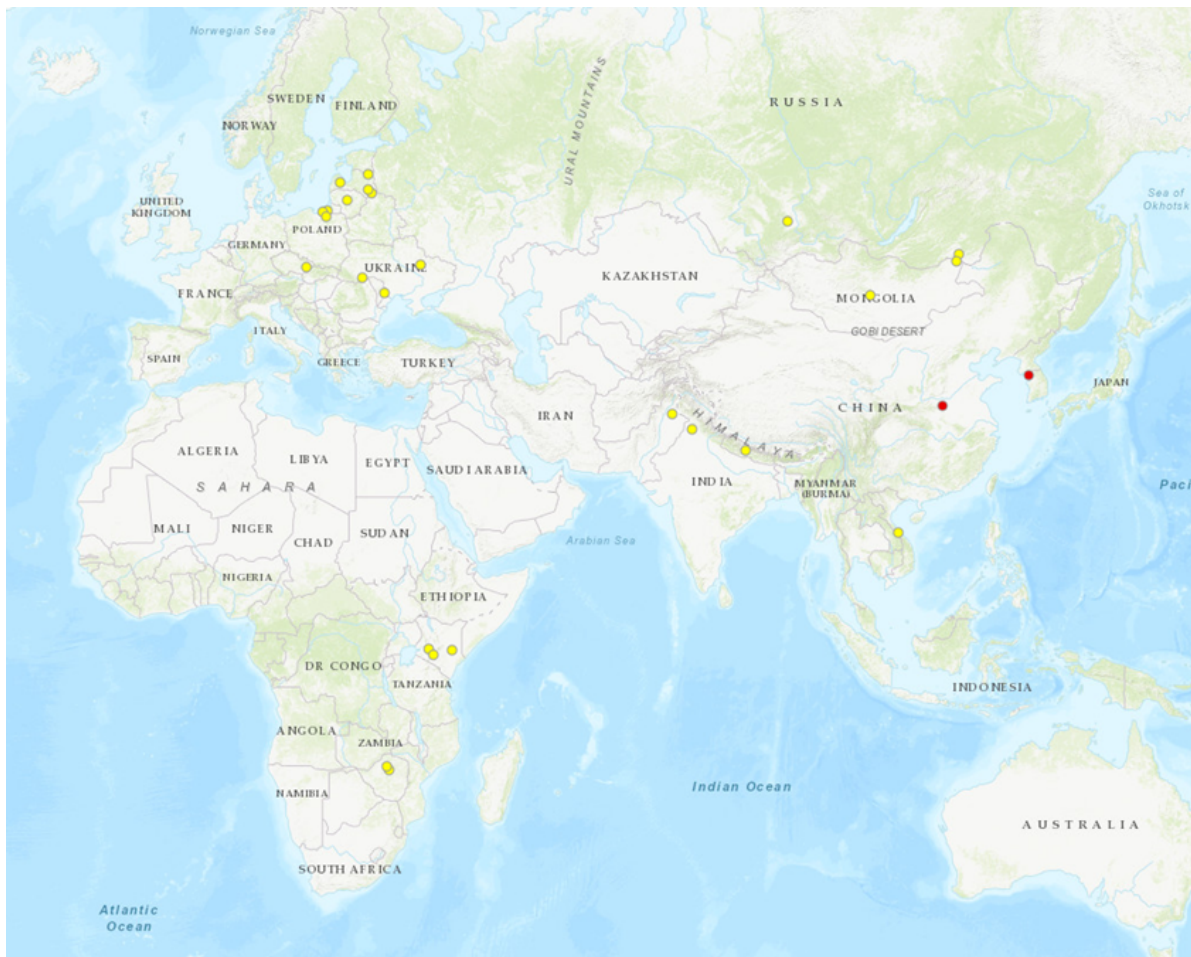 Norwegian Sea
SWEDEN
FINLAND
NORWAY
RUSSIA
URAL MOUNTAINS
Sea of
Okhotsk
UNITED
KINGDOM
POLAND
GERMANY
UKRAINE
FRANCE
KAZAKHSTAN
MONGOLIA
GOBI DESERT
ITALY
SPAIN
GREECE
TURKEY
JAPAN
IRAN
CHINA
HIMALAYA
ALGERIA
LIBYA
EGYPT
SAUDI ARABIA
INDIA
MYANMAR
(BURMA)
SAHARA
Paci
MALI
NIGER
SUDAN
CHAD
Arabian Sea
NIGERIA
ETHIOPIA
DR CONGO
TANZANIA
INDONESIA
ANGOLA
ZAMBIA
NAMIBIA
Indian Ocean
AUSTRALIA
SOUTH AFRICA
Atlantic
Ocean